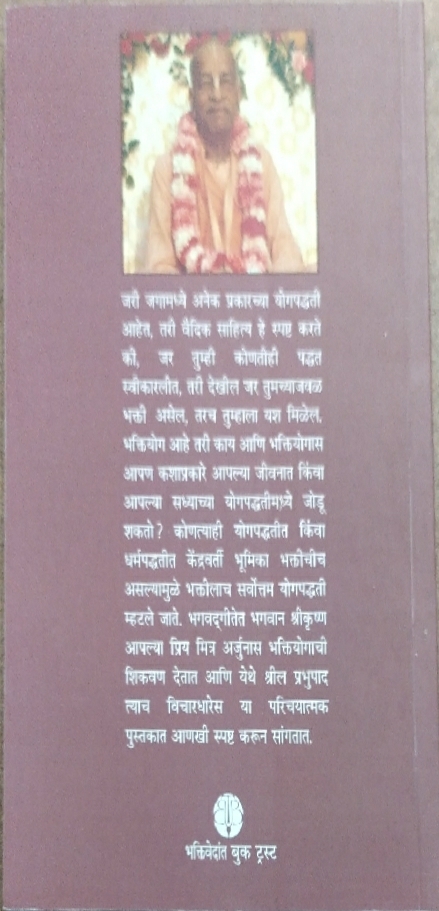 जरी जगामध्ये अनेक प्रकारच्या योगपद्धती
आहेत, तरी वैदिक साहित्य हे स्पष्ट करते
की, जर तुम्ही कोणतीही पद्धत
स्वीकारलीत, तरी देखील जर तुमच्याजवळ
भक्ती असेल, तरच तुम्हाला यश मिळेल.
भक्तियोग आहे तरी काय आणि भक्तियोगास
आपण कशाप्रकारे आपल्या जीवनात किंवा
आपल्या सध्याच्या योगपद्धतीमध्ये जोडू
शकतो? कोणत्याही योगपद्धतीत किंवा
धर्मपद्धतीत केंद्रवर्ती भूमिका भक्तीचीच
असल्यामुळे भक्तीलाच सर्वोत्तम योगपद्धती
म्हटले जाते. भगवद्‌गीतेत भगवान श्रीकृष्ण
आपल्या प्रिय मित्र अर्जुनास भक्तियोगाची
शिकवण देतात आणि येथे श्रील प्रभुपाद
त्याच विचारधारेस या परिचयात्मक
पुस्तकात आणखी स्पष्ट करून सांगतात.
भक्तिवेदांत बुक ट्रस्ट